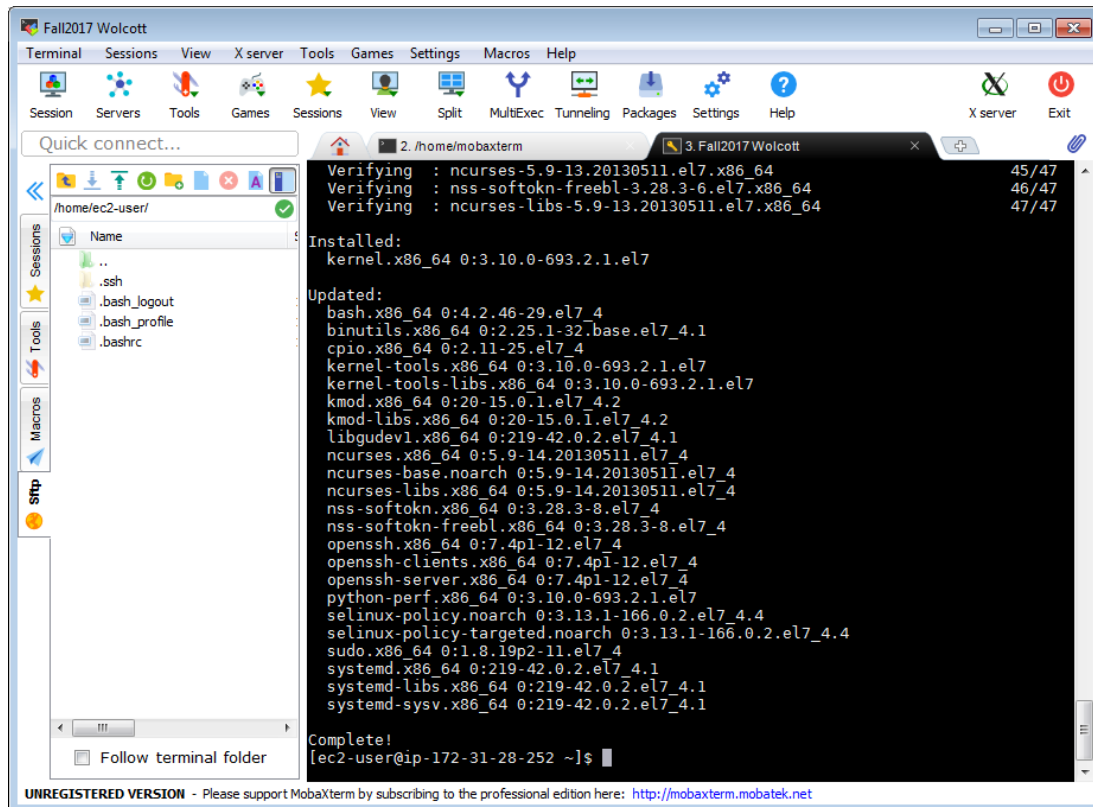 Fall2017 Wolcott
Terminal Sessions View X server Tools Games Settings Macros Help
Session Servers Tools Games Sessions View Split MultiExec Tunneling Packages Settings Help X server Exit
Quick connect...
2. /home/mobaxterm
3. Fall2017 Wolcott
/home/ec2-user/
Name
..
.ssh
.bash_logout
.bash_profile
.bashrc
Sessions
Tools
Macros
Sftp
Follow terminal folder
Verifying : ncurses-5.9-13.20130511.el7.x86_64 45/47
Verifying : nss-softokn-freebl-3.28.3-6.el7.x86_64 46/47
Verifying : ncurses-libs-5.9-13.20130511.el7.x86_64 47/47
Installed:
kernel.x86_64 0:3.10.0-693.2.1.el7
Updated:
bash.x86_64 0:4.2.46-29.el7_4
binutils.x86_64 0:2.25.1-32.base.el7_4.1
cpio.x86_64 0:2.11-25.el7_4
kernel-tools.x86_64 0:3.10.0-693.2.1.el7
kernel-tools-libs.x86_64 0:3.10.0-693.2.1.el7
kmod.x86_64 0:20-15.0.1.el7_4.2
kmod-libs.x86_64 0:20-15.0.1.el7_4.2
libgudev1.x86_64 0:219-42.0.2.el7_4.1
ncurses.x86_64 0:5.9-14.20130511.el7_4
ncurses-base.noarch 0:5.9-14.20130511.el7_4
ncurses-libs.x86_64 0:5.9-14.20130511.el7_4
nss-softokn.x86_64 0:3.28.3-8.el7_4
nss-softokn-freebl.x86_64 0:3.28.3-8.el7_4
openssh.x86_64 0:7.4p1-12.el7_4
openssh-clients.x86_64 0:7.4p1-12.el7_4
openssh-server.x86_64 0:7.4p1-12.el7_4
python-perf.x86_64 0:3.10.0-693.2.1.el7
selinux-policy.noarch 0:3.13.1-166.0.2.el7_4.4
selinux-policy-targeted.noarch 0:3.13.1-166.0.2.el7_4.4
sudo.x86_64 0:1.8.19p2-11.el7_4
systemd.x86_64 0:219-42.0.2.el7_4.1
systemd-libs.x86_64 0:219-42.0.2.el7_4.1
systemd-sysv.x86_64 0:219-42.0.2.el7_4.1
Complete!
[ec2-user@ip-172-31-28-252 ~]$
UNREGISTERED VERSION - Please support MobaXterm by subscribing to the professional edition here: http://mobaxterm.mobatek.net